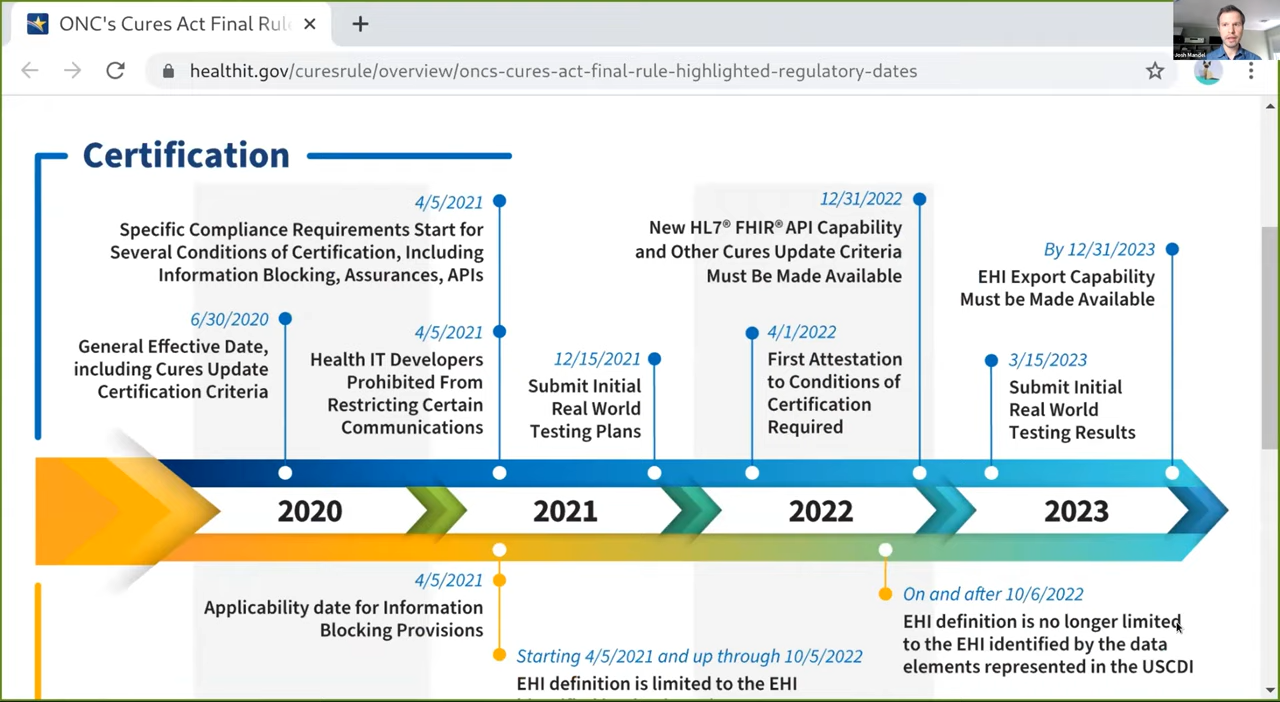 ONC's Cures Act Final Rule
healthit.gov/curesrule/overview/oncs-cures-act-final-rule-highlighted-regulatory-dates
Josh Mandel
Certification
4/5/2021
Specific Compliance Requirements Start for
Several Conditions of Certification, Including
Information Blocking, Assurances, APIs
12/31/2022
New HL7® FHIR® API Capability
and Other Cures Update Criteria
Must Be Made Available
By 12/31/2023
EHI Export Capability
Must be Made Available
6/30/2020
General Effective Date,
including Cures Update
Certification Criteria
4/5/2021
Health IT Developers
Prohibited From
Restricting Certain
Communications
12/15/2021
Submit Initial
Real World
Testing Plans
4/1/2022
First Attestation
to Conditions of
Certification
Required
3/15/2023
Submit Initial
Real World
Testing Results
2020
2021
2022
2023
4/5/2021
Applicability date for Information
Blocking Provisions
Starting 4/5/2021 and up through 10/5/2022
EHI definition is limited to the EHI
On and after 10/6/2022
EHI definition is no longer limited
to the EHI identified by the data
elements represented in the USCDI